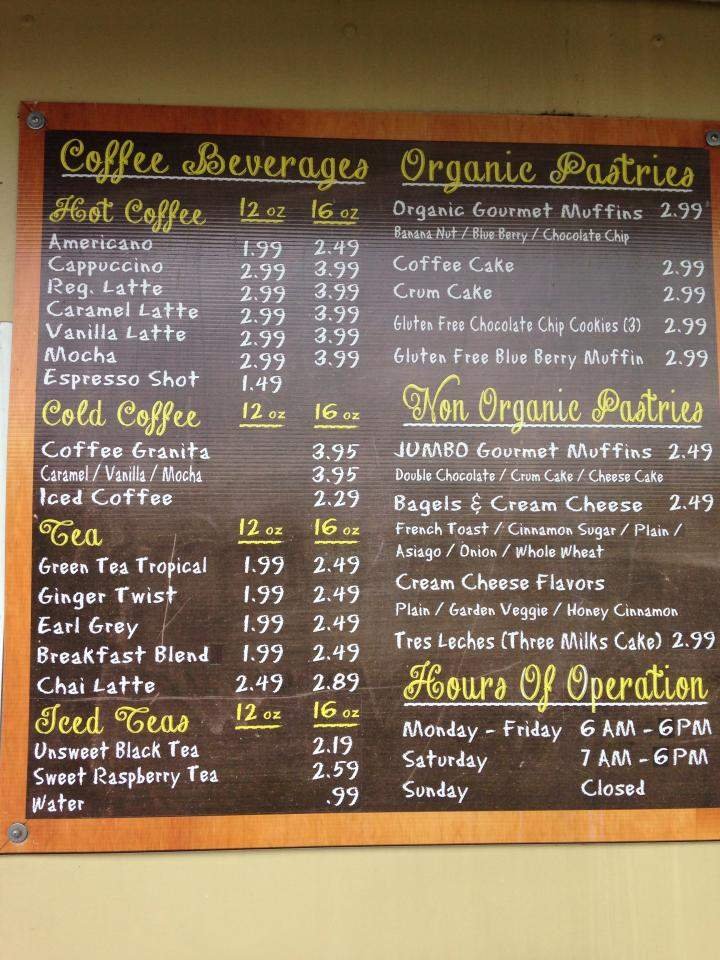 Coffee Beverages
Hot Coffee 12 oz 16 oz
Americano 1.99 2.49
Cappuccino 2.99 3.99
Reg. Latte 2.99 3.99
Caramel Latte 2.99 3.99
Vanilla Latte 2.99 3.99
Mocha 2.99 3.99
Espresso Shot 1.49
Cold Coffee 12 oz 16 oz
Coffee Granita 3.95
Caramel / Vanilla / Mocha 3.95
Iced Coffee 2.29
Tea 12 oz 16 oz
Green Tea Tropical 1.99 2.49
Ginger Twist 1.99 2.49
Earl Grey 1.99 2.49
Breakfast Blend 1.99 2.49
Chai Latte 2.49 2.89
Iced Teas 12 oz 16 oz
Unsweet Black Tea 2.19
Sweet Raspberry Tea 2.59
Water .99
Organic Pastries
Organic Gourmet Muffins 2.99
Banana Nut / Blue Berry / Chocolate Chip
Coffee Cake 2.99
Crum Cake 2.99
Gluten Free Chocolate Chip Cookies (3) 2.99
Gluten Free Blue Berry Muffin 2.99
Non Organic Pastries
JUMBO Gourmet Muffins 2.49
Double Chocolate / Crum Cake / Cheese Cake
Bagels & Cream Cheese 2.49
French Toast / Cinnamon Sugar / Plain /
Asiago / Onion / Whole Wheat
Cream Cheese Flavors
Plain / Garden Veggie / Honey Cinnamon
Tres Leches (Three Milks Cake) 2.99
Hours Of Operation
Monday - Friday 6 AM - 6 PM
Saturday 7 AM - 6 PM
Sunday Closed